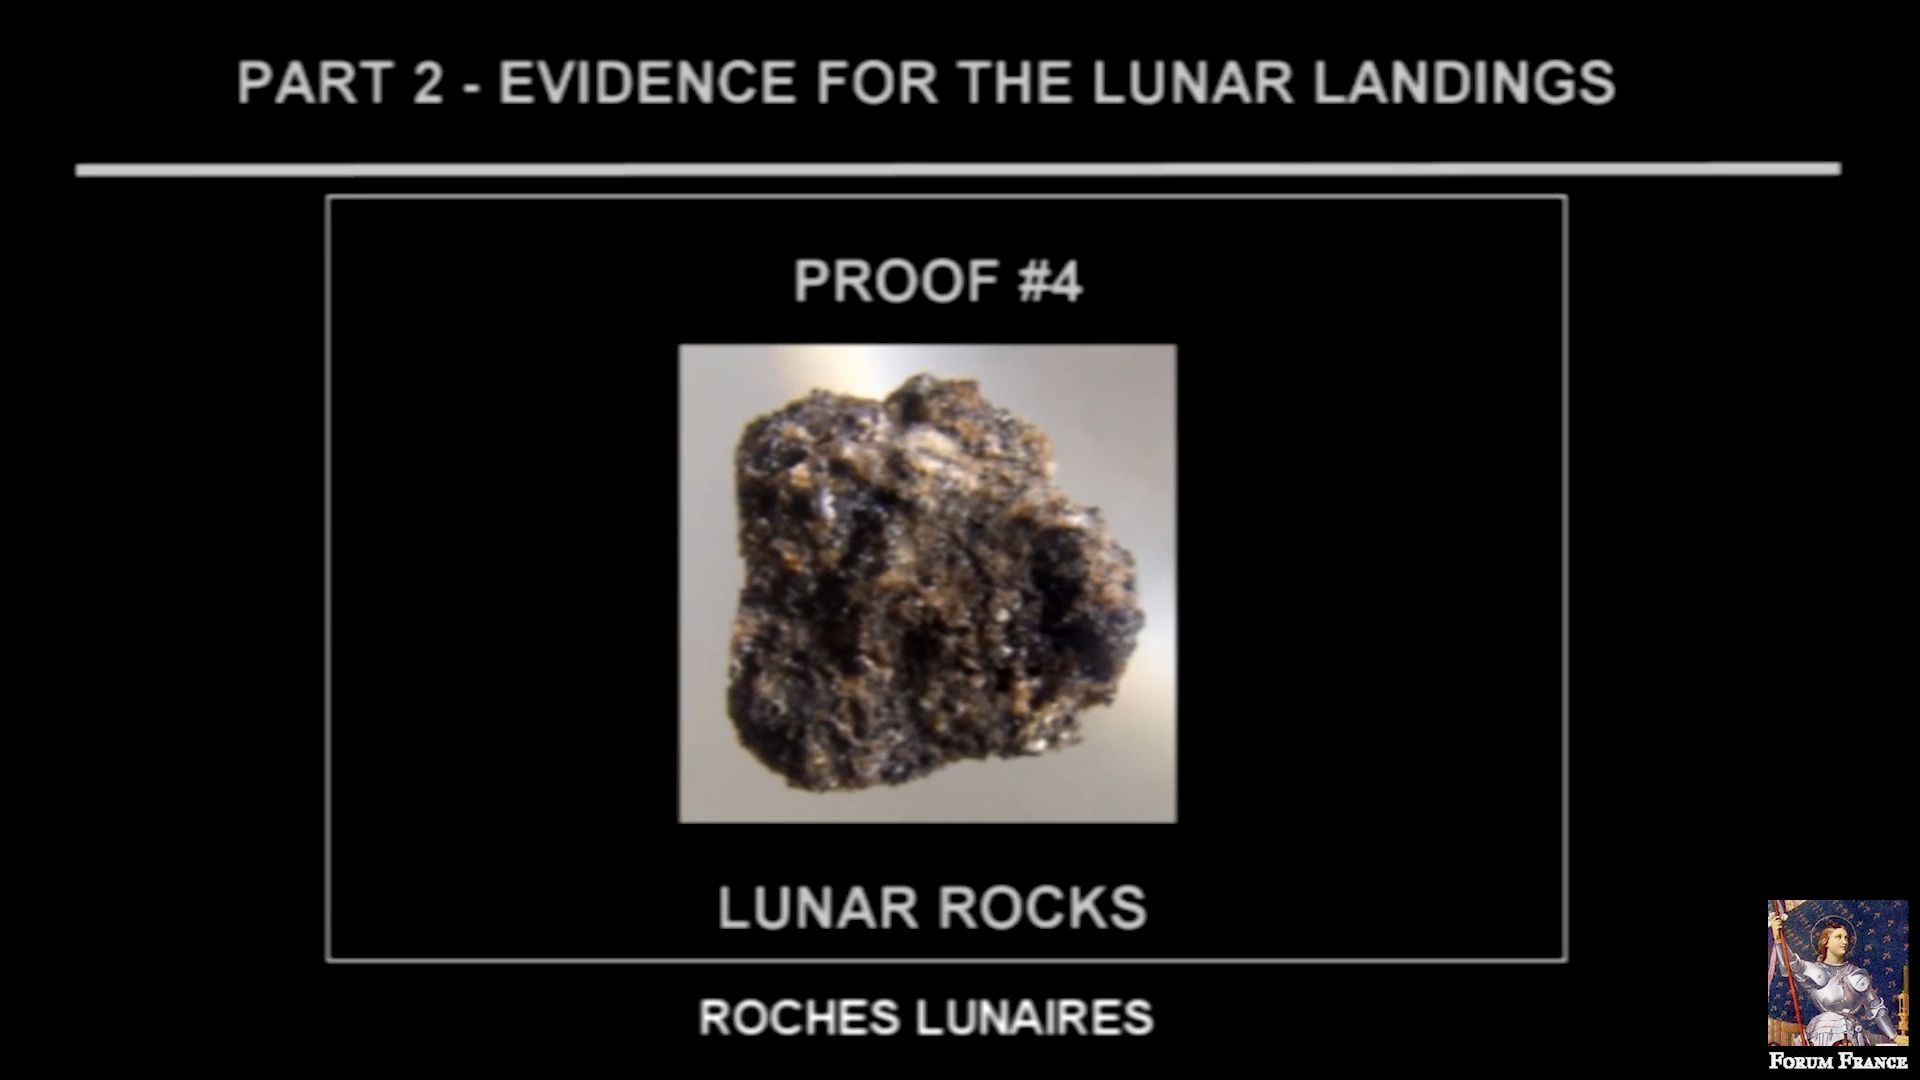 PART 2 - EVIDENCE FOR THE LUNAR LANDINGS
PROOF #4
LUNAR ROCKS
ROCHES LUNAIRES
FORUM FRANCE